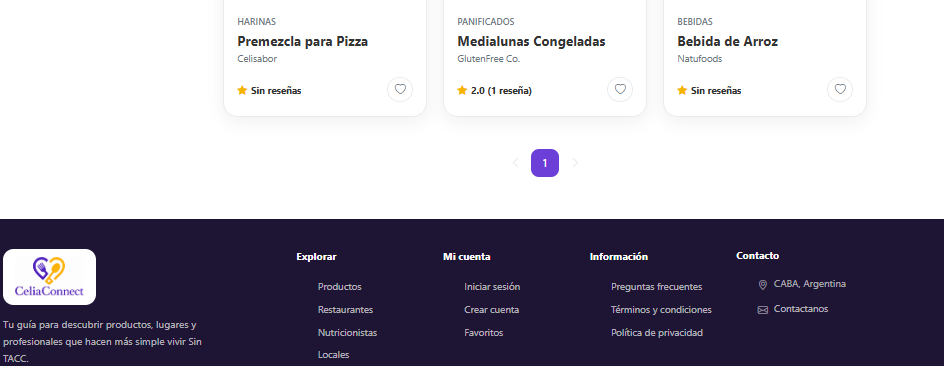 HARINAS
Premezcla para Pizza
Celisabor
Sin reseñas
PANIFICADOS
Medialunas Congeladas
GlutenFree Co.
2.0 (1 reseña)
BEBIDAS
Bebida de Arroz
Natufoods
Sin reseñas
1
CeliaConnect
Tu guía para descubrir productos, lugares y
profesionales que hacen más simple vivir Sin
TACC.
Explorar
Productos
Restaurantes
Nutricionistas
Locales
Mi cuenta
Iniciar sesión
Crear cuenta
Favoritos
Información
Preguntas frecuentes
Términos y condiciones
Política de privacidad
Contacto
CABA, Argentina
Contactanos